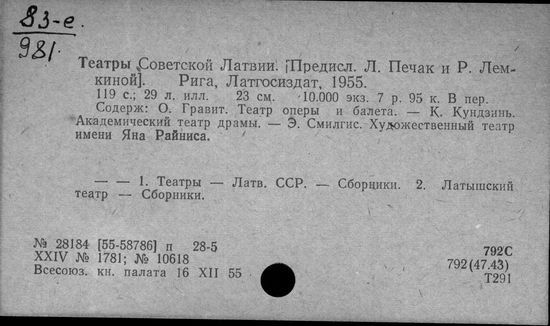 83-е.
981.
Театры Советской Латвии. [Предисл. Л. Печак и Р. Лем-
киной]. Рига, Латгосиздат, 1955.
119 с.; 29 л. илл. 23 см. 10.000 экз. 7 р. 95 к. В пер.
Содерж: О. Гравит. Театр оперы и балета. — К. Кундзинь.
Академический театр драмы. — Э. Смилгис. Художественный театр
имени Яна Райниса.
— — 1. Театры — Латв. ССР. — Сборники. 2. Латышский
театр — Сборники.
№ 28184 [55-58786] п 28-5
XXIV № 1781; № 10618
Всесоюз. кн. палата 16 XII 55
792С
792(47.43)
Т291